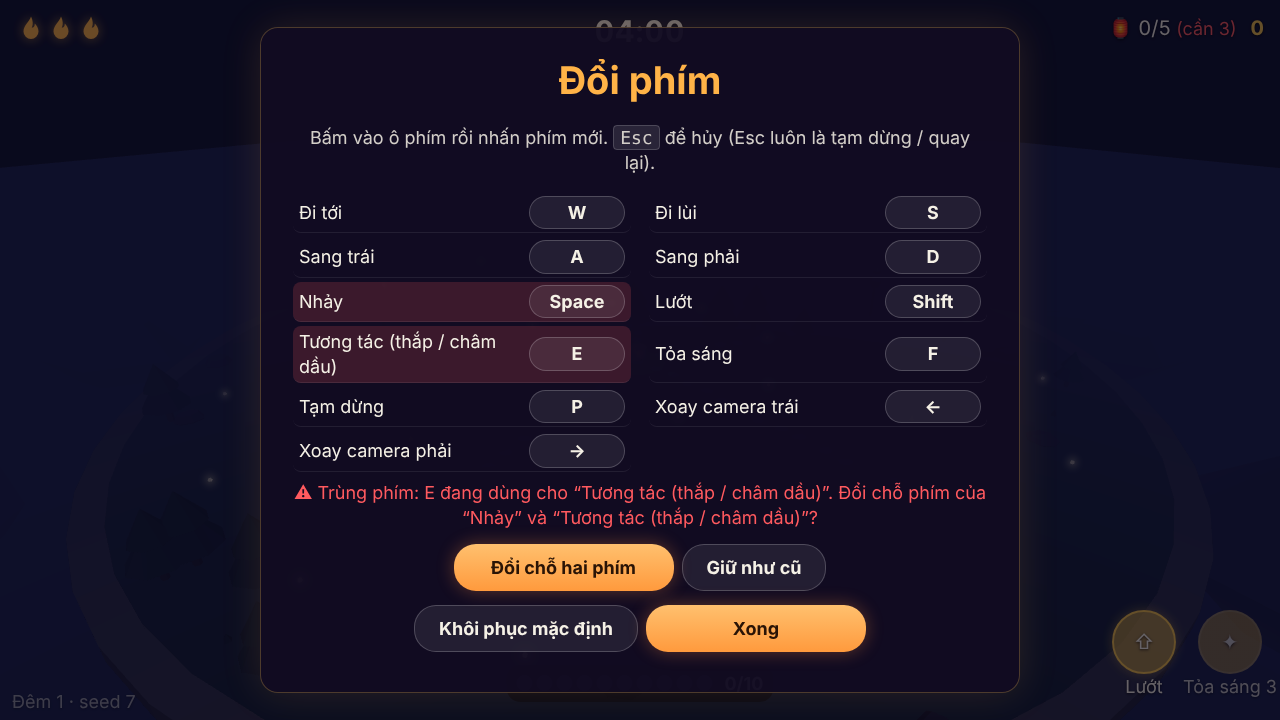 04:00
0/5 (cần 3) 0
Đổi phím
Bấm vào ô phím rồi nhấn phím mới. Esc để hủy (Esc luôn là tạm dừng / quay
lại).
Đi tới W
Đi lùi S
Sang trái A
Sang phải D
Nhảy Space
Lướt Shift
Tương tác (thắp / châm
dầu) E
Tỏa sáng F
Tạm dừng P
Xoay camera trái ←
Xoay camera phải →
⚠ Trùng phím: E đang dùng cho “Tương tác (thắp / châm dầu)”. Đổi chỗ phím của
“Nhảy” và “Tương tác (thắp / châm dầu)”?
Đổi chỗ hai phím
Giữ như cũ
Khôi phục mặc định
Xong
Lướt
Tỏa sáng 3
0/10
Đêm 1 · seed 7